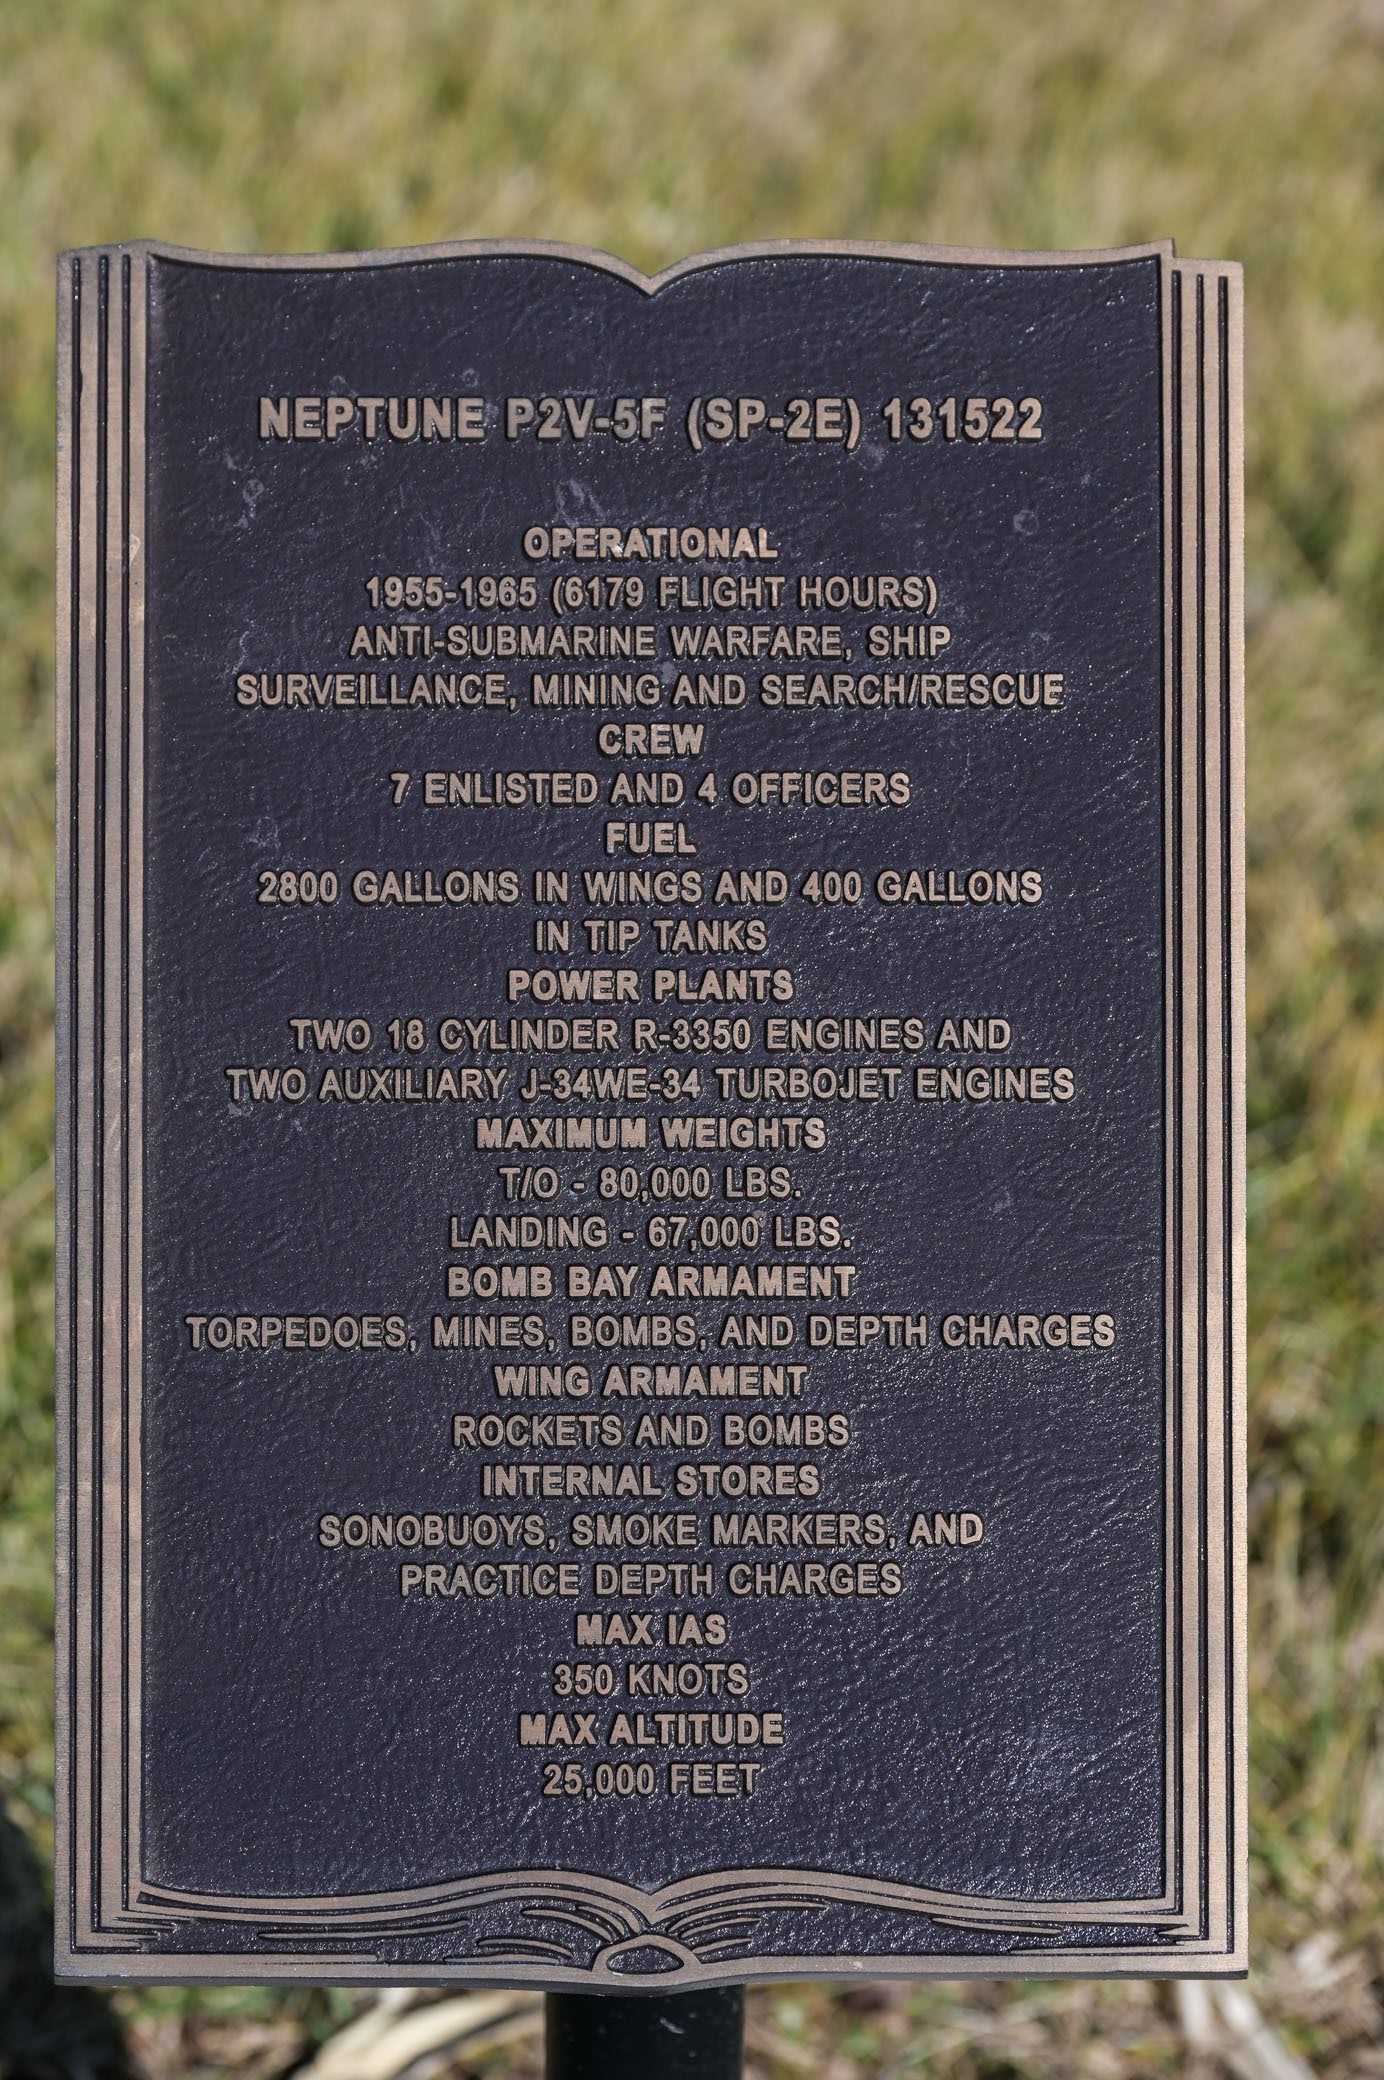 NEPTUNE P2V-5F (SP-2E) 131522
OPERATIONAL
1955-1965 (6179 FLIGHT HOURS)
ANTI-SUBMARINE WARFARE, SHIP
SURVEILLANCE, MINING AND SEARCH/RESCUE
CREW
7 ENLISTED AND 4 OFFICERS
FUEL
2800 GALLONS IN WINGS AND 400 GALLONS
IN TIP TANKS
POWER PLANTS
TWO 18 CYLINDER R-3350 ENGINES AND
TWO AUXILIARY J-34WE-34 TURBOJET ENGINES
MAXIMUM WEIGHTS
T/O - 80,000 LBS.
LANDING - 67,000 LBS.
BOMB BAY ARMAMENT
TORPEDOES, MINES, BOMBS, AND DEPTH CHARGES
WING ARMAMENT
ROCKETS AND BOMBS
INTERNAL STORES
SONOBUOYS, SMOKE MARKERS, AND
PRACTICE DEPTH CHARGES
MAX IAS
350 KNOTS
MAX ALTITUDE
25,000 FEET